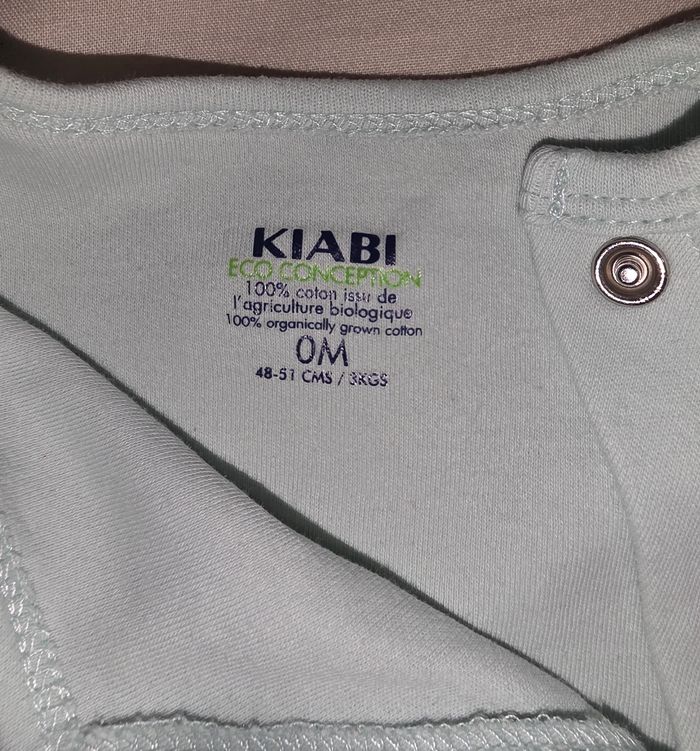 KIABI
ECO CONCEPTION
100% coton issu de
l'agriculture biologique
100% organically grown cotton
0M
48-51 CMS / 3KGS